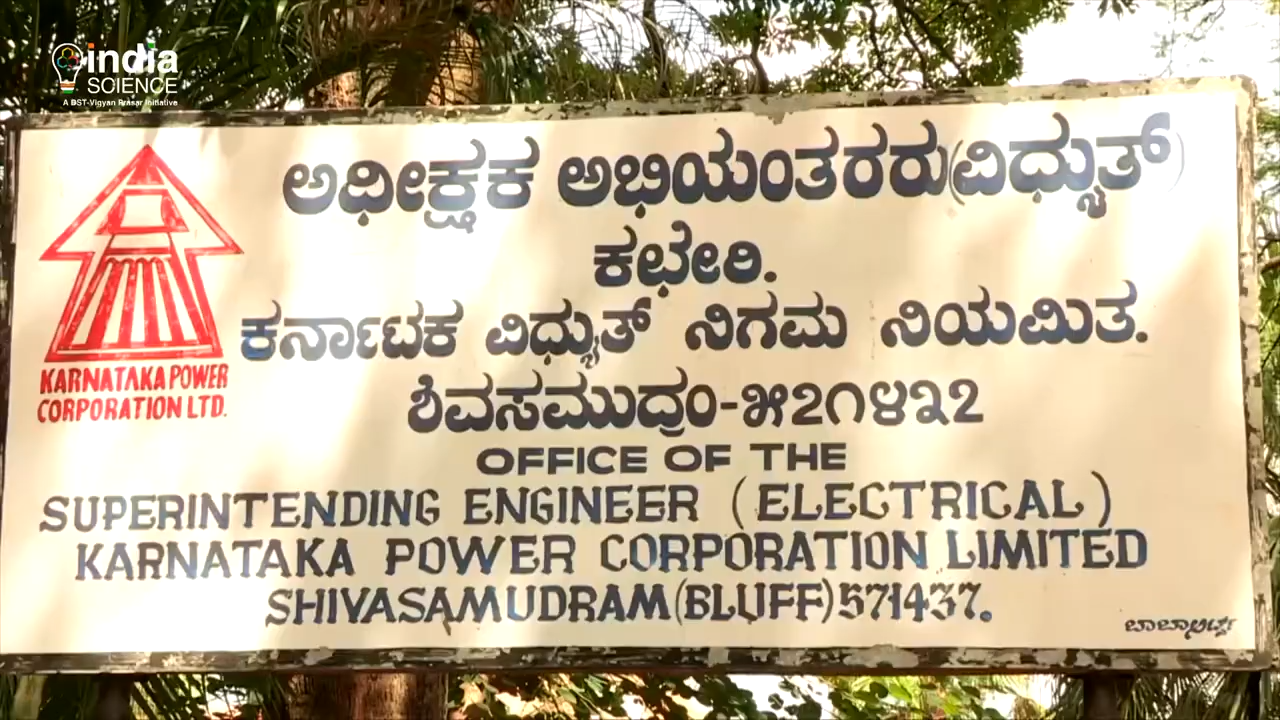 india
SCIENCE
A DST-Vigyan Prasar Initiative
ಅಧೀಕ್ಷಕ ಅಭಿಯಂತರರು(ವಿಧ್ಯುತ್)
ಕಛೇರಿ.
ಕರ್ನಾಟಕ ವಿಧ್ಯುತ್ ನಿಗಮ ನಿಯಮಿತ.
ಶಿವಸಮುದ್ರಂ-೫೭೧೪೩೭
KARNATAKA POWER
CORPORATION LTD.
OFFICE OF THE
SUPERINTENDING ENGINEER (ELECTRICAL)
KARNATAKA POWER CORPORATION LIMITED
SHIVASAMUDRAM(BLUFF)571437.